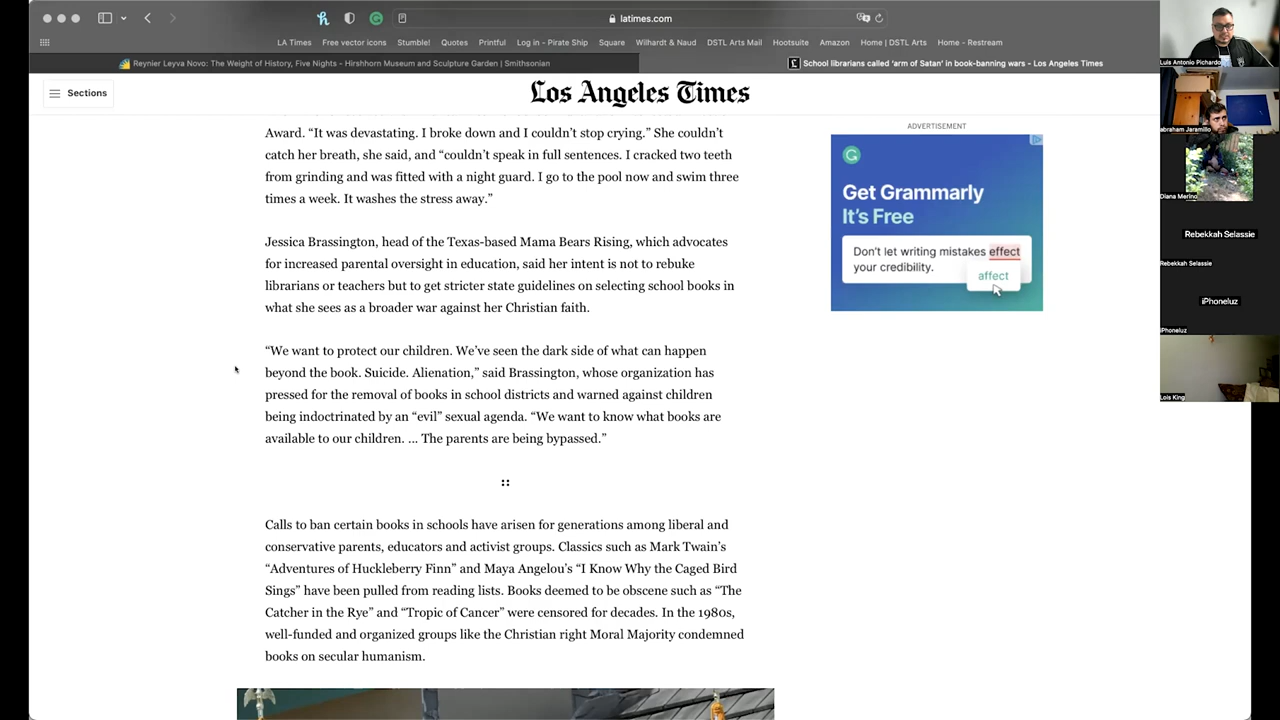 latimes.com
LA Times Free vector icons Stumble! Quotes Printful Log in - Pirate Ship Square Wilhardt & Naud DSTL Arts Mail Hootsuite Amazon Home | DSTL Arts Home - Restream
Reynier Leyva Novo: The Weight of History, Five Nights - Hirshhorn Museum and Sculpture Garden | Smithsonian
School librarians called 'arm of Satan' in book-banning wars - Los Angeles Times
Sections
Los Angeles Times
Award. “It was devastating. I broke down and I couldn’t stop crying.” She couldn’t
catch her breath, she said, and “couldn’t speak in full sentences. I cracked two teeth
from grinding and was fitted with a night guard. I go to the pool now and swim three
times a week. It washes the stress away.”
Jessica Brassington, head of the Texas-based Mama Bears Rising, which advocates
for increased parental oversight in education, said her intent is not to rebuke
librarians or teachers but to get stricter state guidelines on selecting school books in
what she sees as a broader war against her Christian faith.
“We want to protect our children. We’ve seen the dark side of what can happen
beyond the book. Suicide. Alienation,” said Brassington, whose organization has
pressed for the removal of books in school districts and warned against children
being indoctrinated by an “evil” sexual agenda. “We want to know what books are
available to our children. ... The parents are being bypassed.”
Calls to ban certain books in schools have arisen for generations among liberal and
conservative parents, educators and activist groups. Classics such as Mark Twain’s
“Adventures of Huckleberry Finn” and Maya Angelou’s “I Know Why the Caged Bird
Sings” have been pulled from reading lists. Books deemed to be obscene such as “The
Catcher in the Rye” and “Tropic of Cancer” were censored for decades. In the 1980s,
well-funded and organized groups like the Christian right Moral Majority condemned
books on secular humanism.
ADVERTISEMENT
Get Grammarly
It’s Free
Don’t let writing mistakes effect
your credibility.
affect
Luis Antonio Pichardo
abraham Jaramillo
Diana Merino
Rebekkah Selassie
Rebekkah Selassie
iPhoneluz
iPhoneluz
Lois King